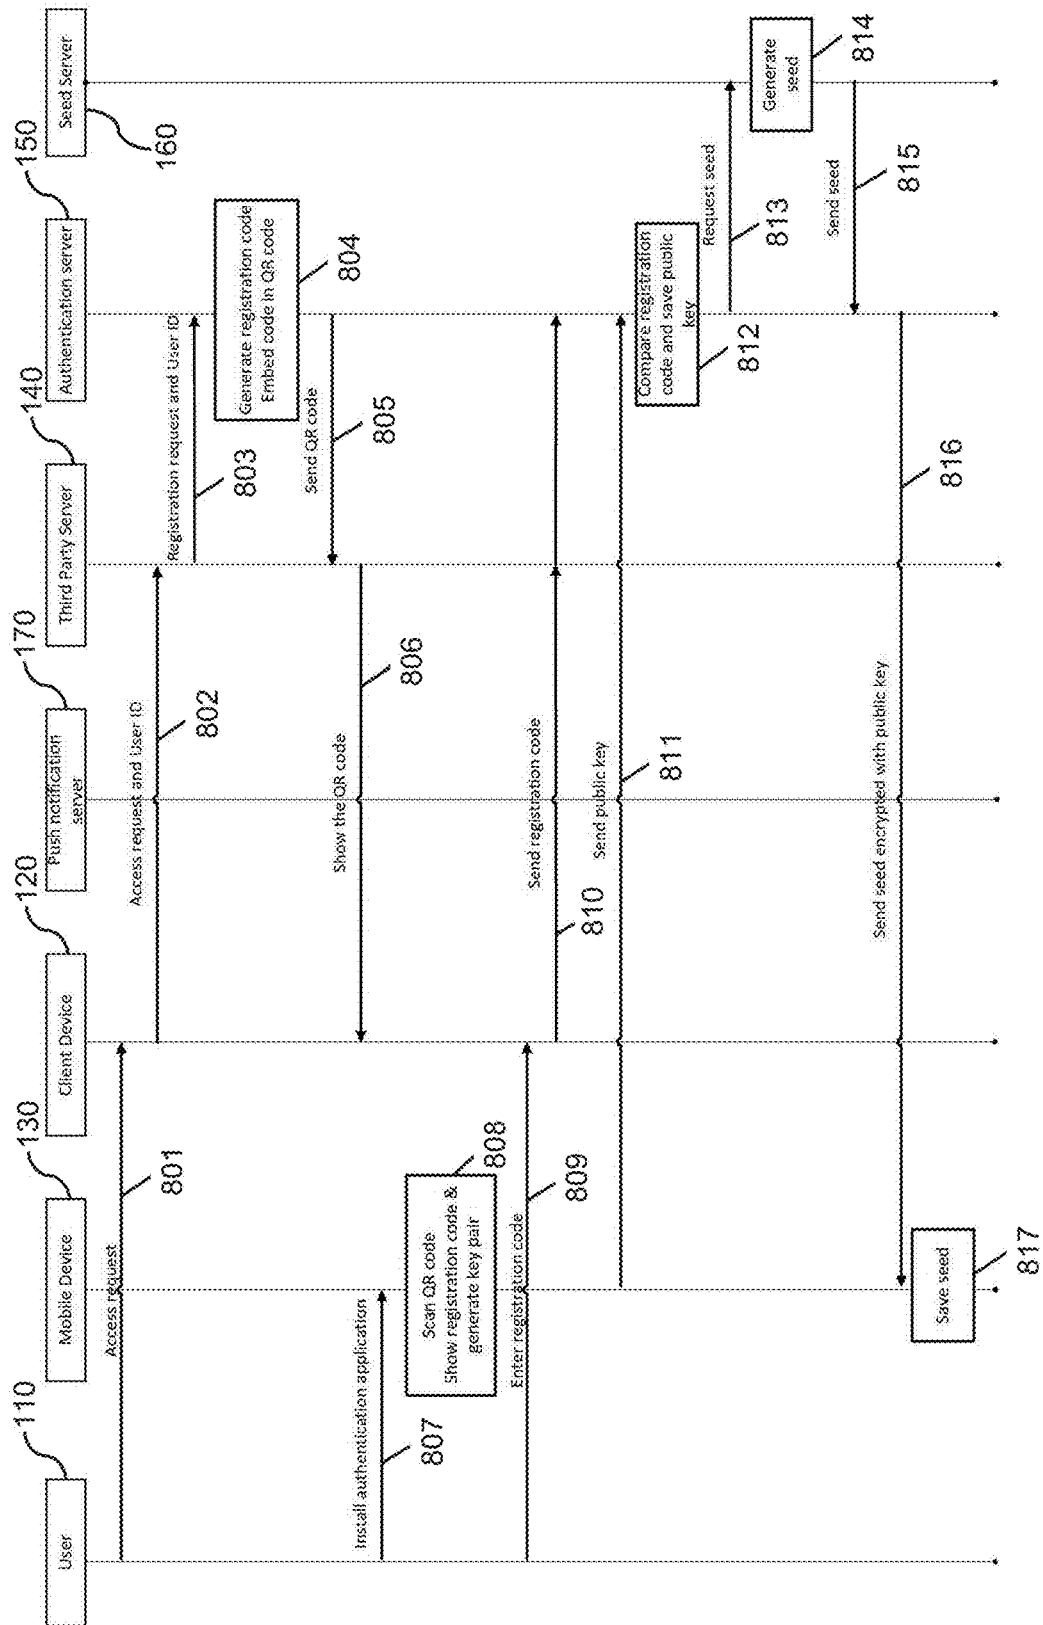 User
110
Mobile Device
130
Client Device
120
Push notification
server
170
Third Party Server
140
Authentication server
150
Seed Server
160
Access request
801
Access request and User ID
802
Registration request and User ID
803
Generate registration code
Embed code in QR code
804
Send QR code
805
Show the QR code
806
Install authentication application
807
Scan QR code
Show registration code &
generate key pair
808
Enter registration code
809
Send registration code
810
Send public key
811
Compare registration
code and save public
key
812
Request seed
813
Generate
seed
814
Send seed
815
Send seed encrypted with public key
816
Save seed
817